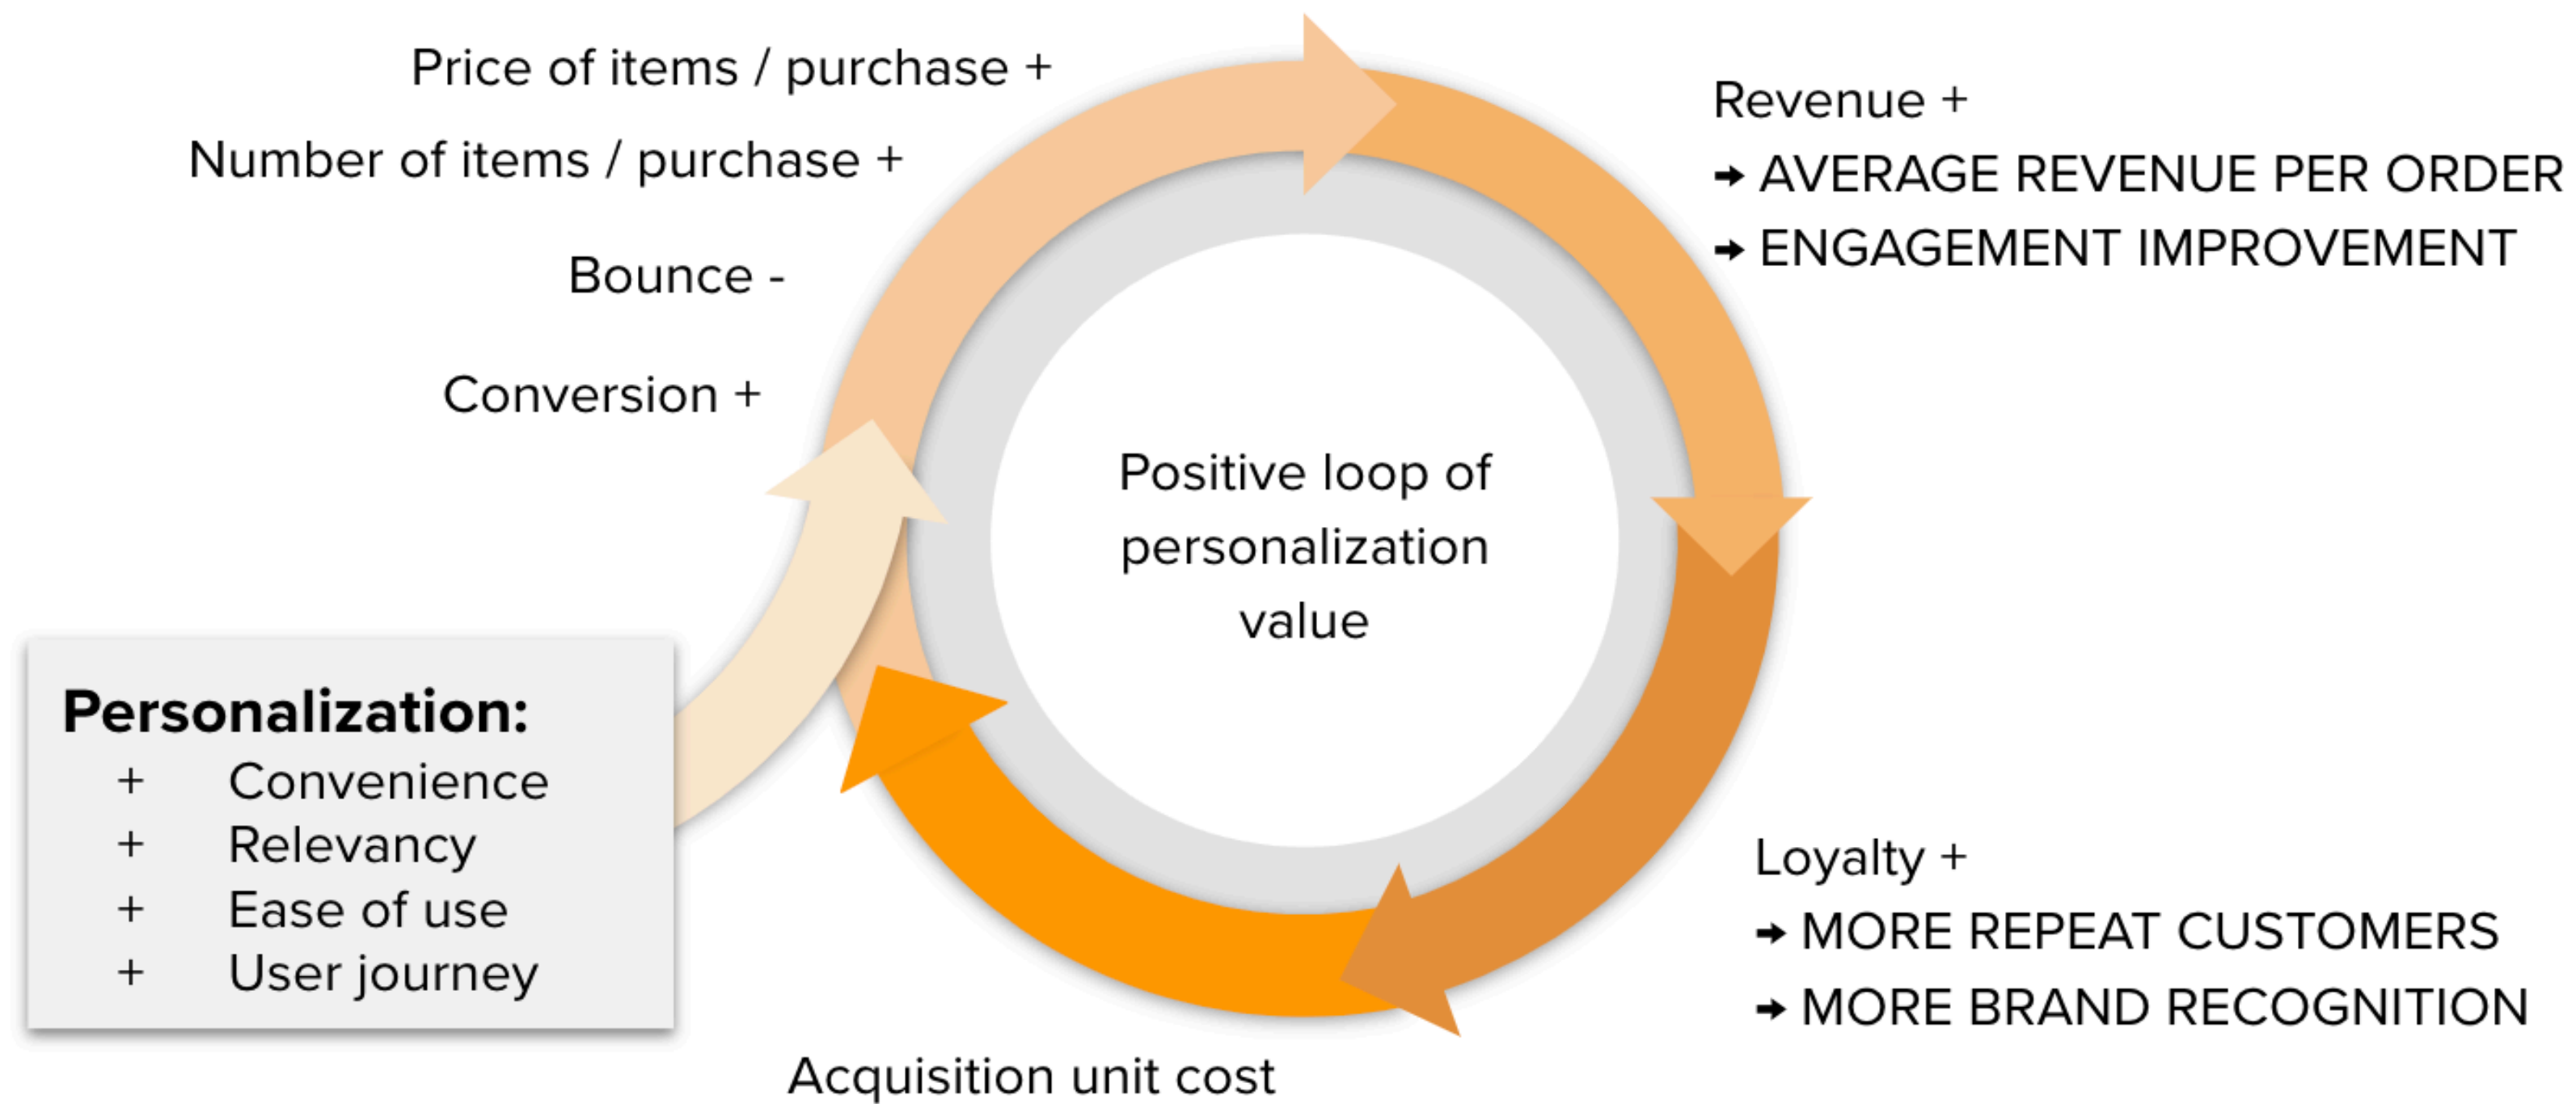 Price of items / purchase +
Number of items / purchase +
Bounce -
Conversion +
Revenue +
➡ AVERAGE REVENUE PER ORDER
➡ ENGAGEMENT IMPROVEMENT
Positive loop of
personalization
value
Personalization:
+ Convenience
+ Relevancy
+ Ease of use
+ User journey
Loyalty +
➡ MORE REPEAT CUSTOMERS
➡ MORE BRAND RECOGNITION
Acquisition unit cost